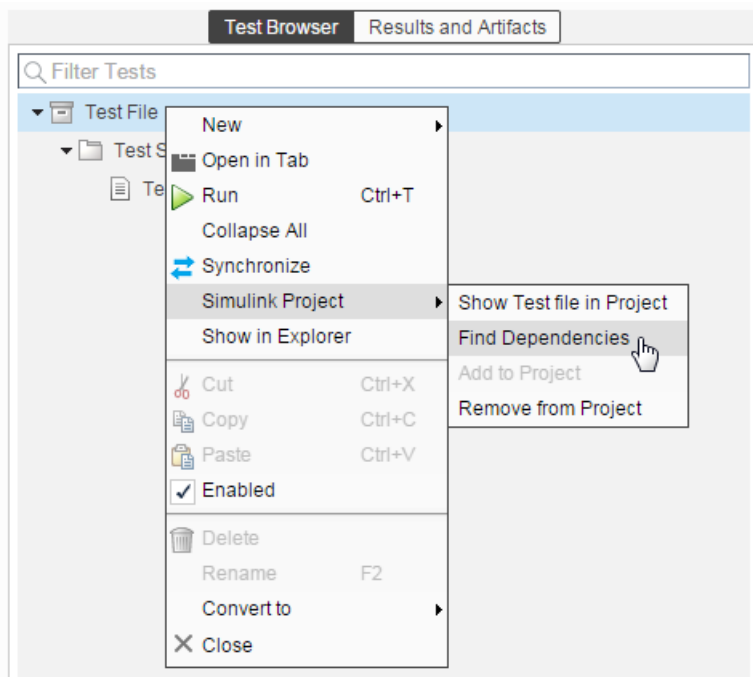 Test Browser Results and Artifacts
Filter Tests
Test File
New
Test S
Open in Tab
Te
Run Ctrl+T
Collapse All
Synchronize
Simulink Project
Show Test file in Project
Show in Explorer
Find Dependencies
Add to Project
Cut Ctrl+X
Remove from Project
Copy Ctrl+C
Paste Ctrl+V
Enabled
Delete
Rename F2
Convert to
Close